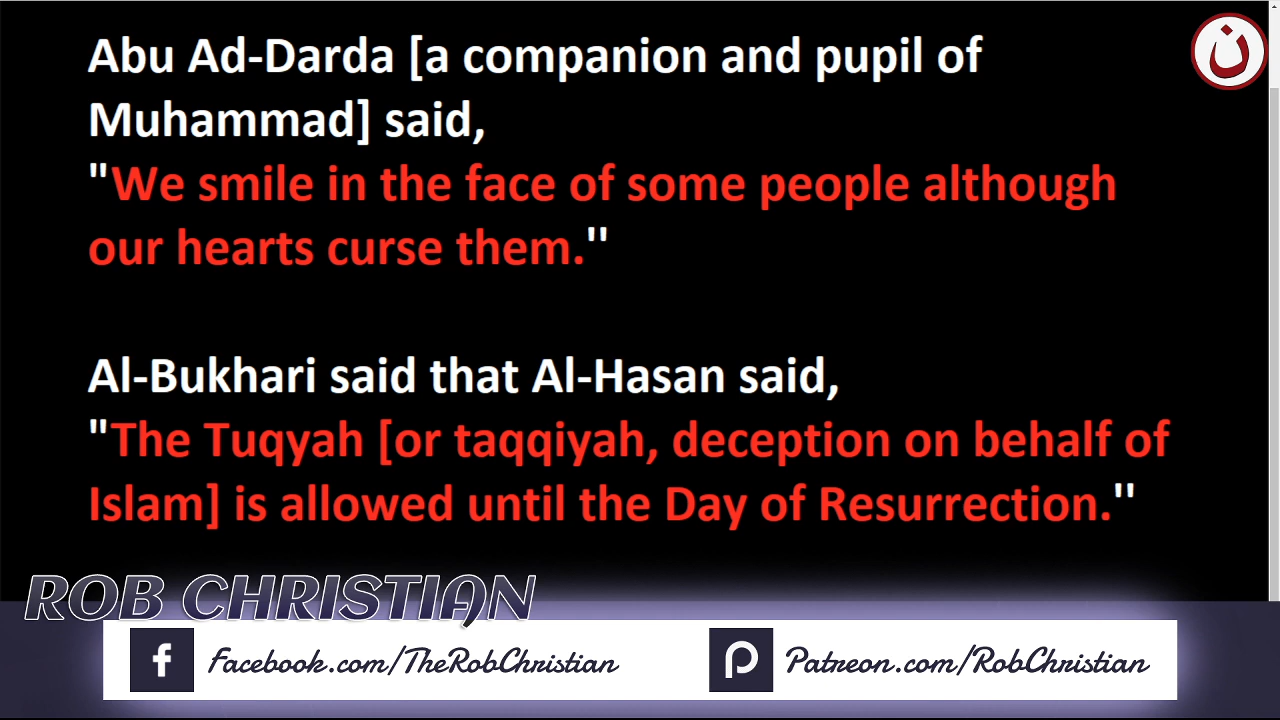 Abu Ad-Darda [a companion and pupil of
Muhammad] said,
"We smile in the face of some people although
our hearts curse them.''
Al-Bukhari said that Al-Hasan said,
"The Tuqyah [or taqqiyah, deception on behalf of
Islam] is allowed until the Day of Resurrection.''
ن
ROB CHRISTIAN
f Facebook.com/TheRobChristian
Patreon.com/RobChristian